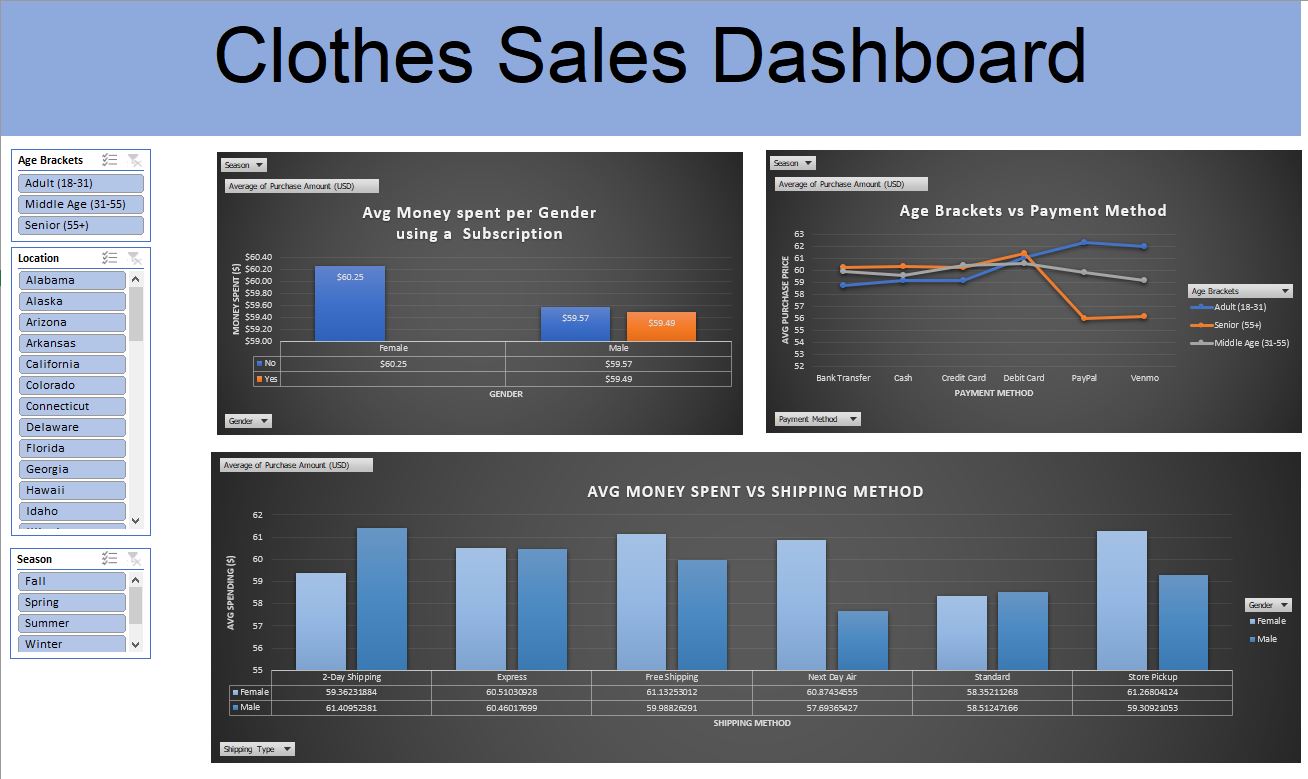 Clothes Sales Dashboard
Age Brackets
Adult (18-31)
Middle Age (31-55)
Senior (55+)
Location
Alabama
Alaska
Arizona
Arkansas
California
Colorado
Connecticut
Delaware
Florida
Georgia
Hawaii
Idaho
Season
Fall
Spring
Summer
Winter
Season
Average of Purchase Amount (USD)
Avg Money spent per Gender
using a Subscription
MONEY SPENT ($)
$60.40
$60.20
$60.00
$59.80
$59.60
$59.40
$59.20
$59.00
$60.25
$59.57
$59.49
Female Male
No $60.25 $59.57
Yes $59.49
GENDER
Gender
Season
Average of Purchase Amount (USD)
Age Brackets vs Payment Method
AVG PURCHASE PRICE
63
62
61
60
59
58
57
56
55
54
53
52
Bank Transfer Cash Credit Card Debit Card PayPal Venmo
PAYMENT METHOD
Age Brackets
Adult (18-31)
Senior (55+)
Middle Age (31-55)
Payment Method
Average of Purchase Amount (USD)
AVG MONEY SPENT VS SHIPPING METHOD
AVG SPENDING ($)
62
61
60
59
58
57
56
55
2-Day Shipping Express Free Shipping Next Day Air Standard Store Pickup
Female 59.36231884 60.51030928 61.13253012 60.87434555 58.35211268 61.26804124
Male 61.40952381 60.46017699 59.98826291 57.69365427 58.51247166 59.30921053
SHIPPING METHOD
Gender
Female
Male
Shipping Type